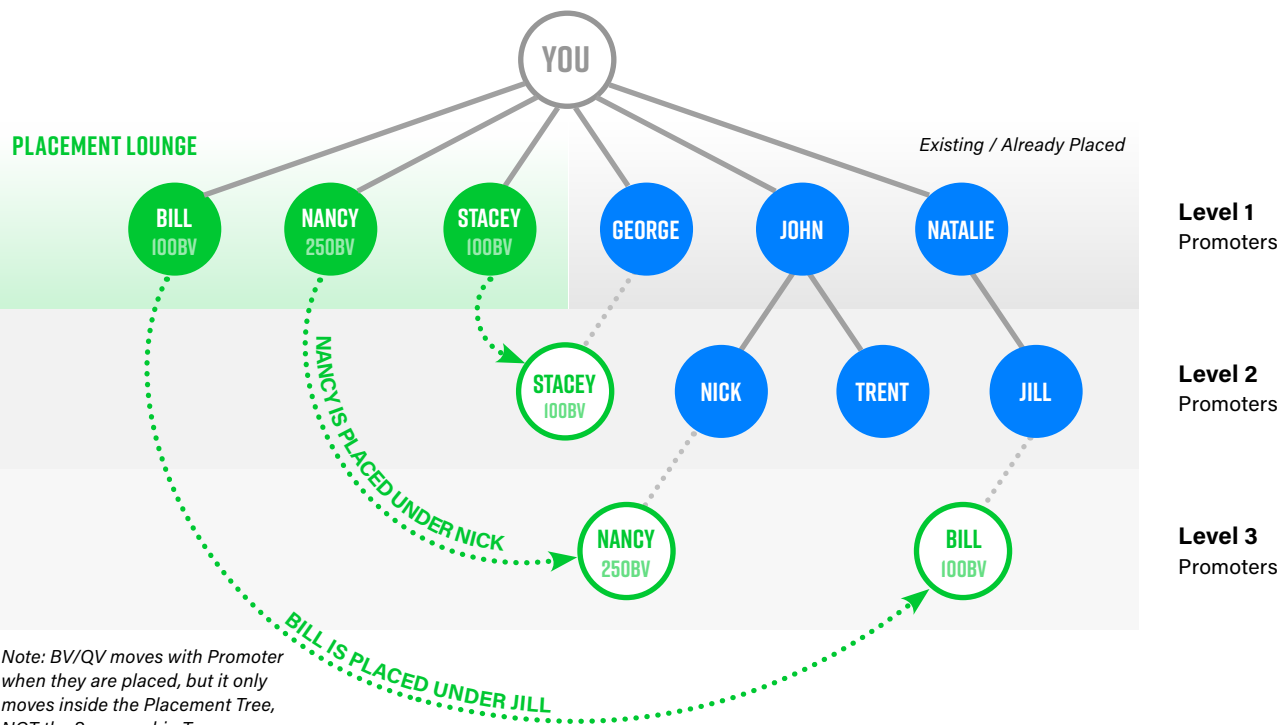 YOU
PLACEMENT LOUNGE
Existing / Already Placed
BILL
100BV
NANCY
250BV
STACEY
100BV
GEORGE
JOHN
NATALIE
Level 1
Promoters
NANCY IS PLACED UNDER NICK
STACEY
100BV
NICK
TRENT
JILL
Level 2
Promoters
NANCY
250BV
BILL
100BV
Level 3
Promoters
BILL IS PLACED UNDER JILL
Note: BV/QV moves with Promoter
when they are placed, but it only
moves inside the Placement Tree,